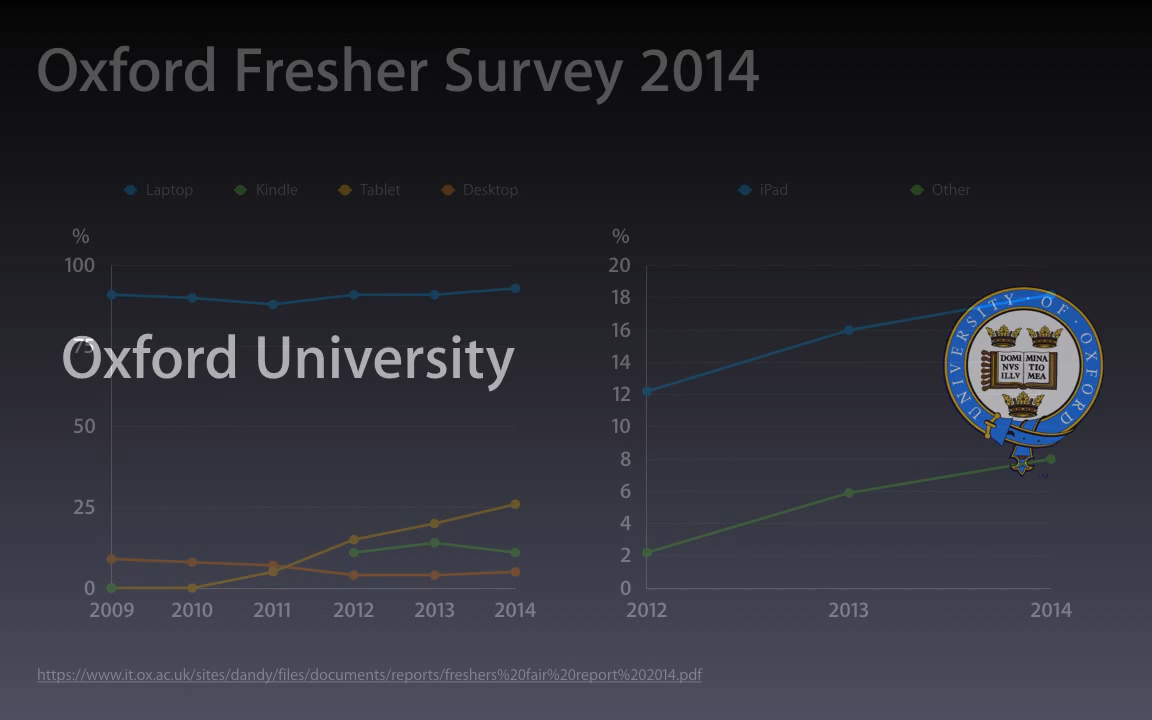 Oxford Fresher Survey 2014
Laptop Kindle Tablet Desktop
iPad Other
%
100
75
50
25
0
2009 2010 2011 2012 2013 2014
%
20
18
16
14
12
10
8
6
4
2
0
2012 2013 2014
Oxford University
UNIVERSITY · OF · OXFORD
DOMI MINA
NVS TIO
ILLV MEA
https://www.it.ox.ac.uk/sites/dandy/files/documents/reports/freshers%20fair%20report%202014.pdf